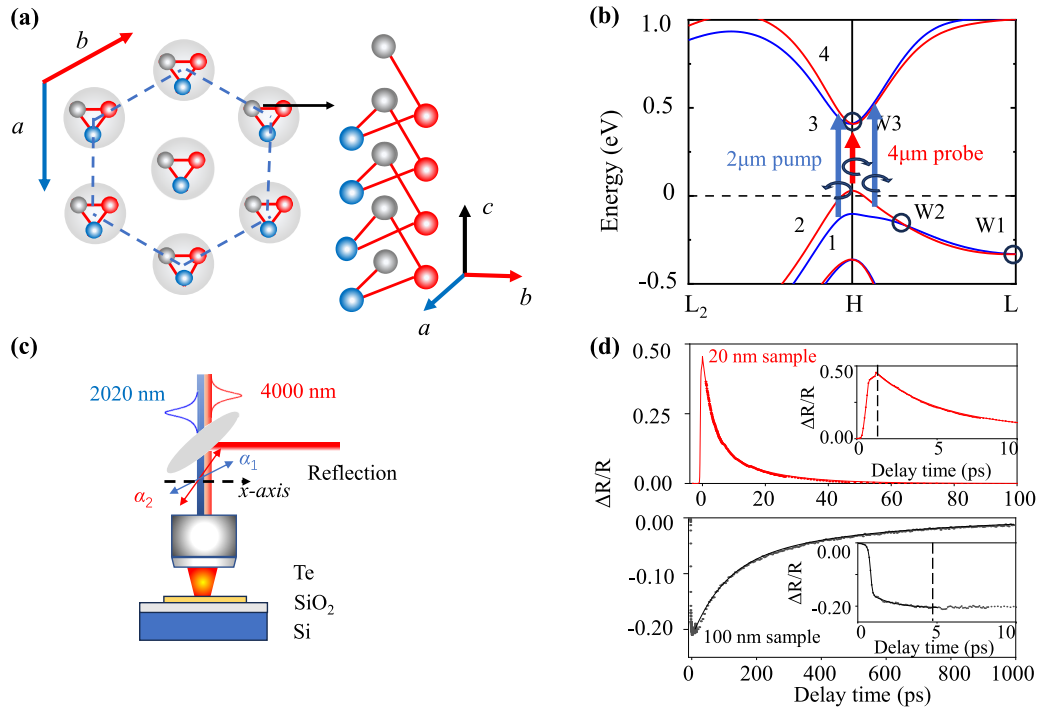 (a)
b
a
c
b
a
(b)
1.0
0.5
0
-0.5
Energy (eV)
4
3
W3
2μm pump
4μm probe
2
1
W2
W1
L₂
H
L
(c)
2020 nm
4000 nm
α₁
Reflection
α₂
x-axis
Te
SiO₂
Si
(d)
0.50
0.25
0.00
20 nm sample
0.50
0.00
ΔR/R
0
5
10
Delay time (ps)
0
20
40
60
80
100
ΔR/R
0.00
-0.10
-0.20
100 nm sample
0.00
-0.20
ΔR/R
0
5
10
Delay time (ps)
0
200
400
600
800
1000
Delay time (ps)